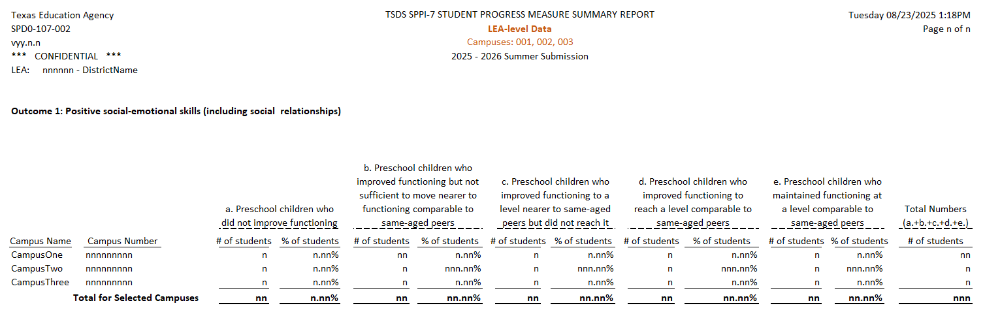 Texas Education Agency
TSDS SPPI-7 STUDENT PROGRESS MEASURE SUMMARY REPORT
Tuesday 08/23/2025 1:18PM
SPD0-107-002
LEA-level Data
Page n of n
vyy.n.n
Campuses: 001, 002, 003
*** CONFIDENTIAL ***
2025 - 2026 Summer Submission
LEA: nnnnnn - DistrictName
Outcome 1: Positive social-emotional skills (including social relationships)
a. Preschool children who
did not improve functioning
b. Preschool children who
improved functioning but not
sufficient to move nearer to
functioning comparable to
same-aged peers
c. Preschool children who
improved functioning to a
level nearer to same-aged
peers but did not reach it
d. Preschool children who
improved functioning to
reach a level comparable to
same-aged peers
e. Preschool children who
maintained functioning at
a level comparable to
same-aged peers
Total Numbers
(a.+b.+c.+d.+e.)
Campus Name Campus Number # of students % of students # of students % of students # of students % of students # of students % of students # of students % of students # of students
CampusOne nnnnnnnnn n n.nn% nn n.nn% n n.nn% n n.nn% n n.nn% nn
CampusTwo nnnnnnnnn n n.nn% n nnn.nn% n nnn.nn% n nnn.nn% n nnn.nn% n
CampusThree nnnnnnnnn n n.nn% n n.nn% n n.nn% n n.nn% n n.nn% n
Total for Selected Campuses nn n.nn% nn nn.nn% nn nn.nn% nn nn.nn% nn nn.nn% nnn